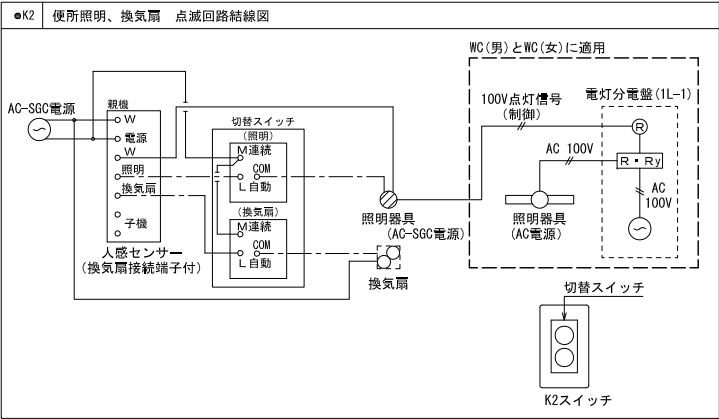 ●K2 便所照明、換気扇 点滅回路結線図
WC(男)とWC(女)に適用
AC-SGC電源
親機
W
電源
W
照明
換気扇
子機
人感センサー
(換気扇接続端子付)
切替スイッチ
(照明)
M連続
COM
L自動
(換気扇)
M連続
COM
L自動
照明器具
(AC-SGC電源)
換気扇
100V点灯信号
(制御)
電灯分電盤(1L-1)
R
AC 100V
R・Ry
AC
100V
照明器具
(AC電源)
切替スイッチ
K2スイッチ